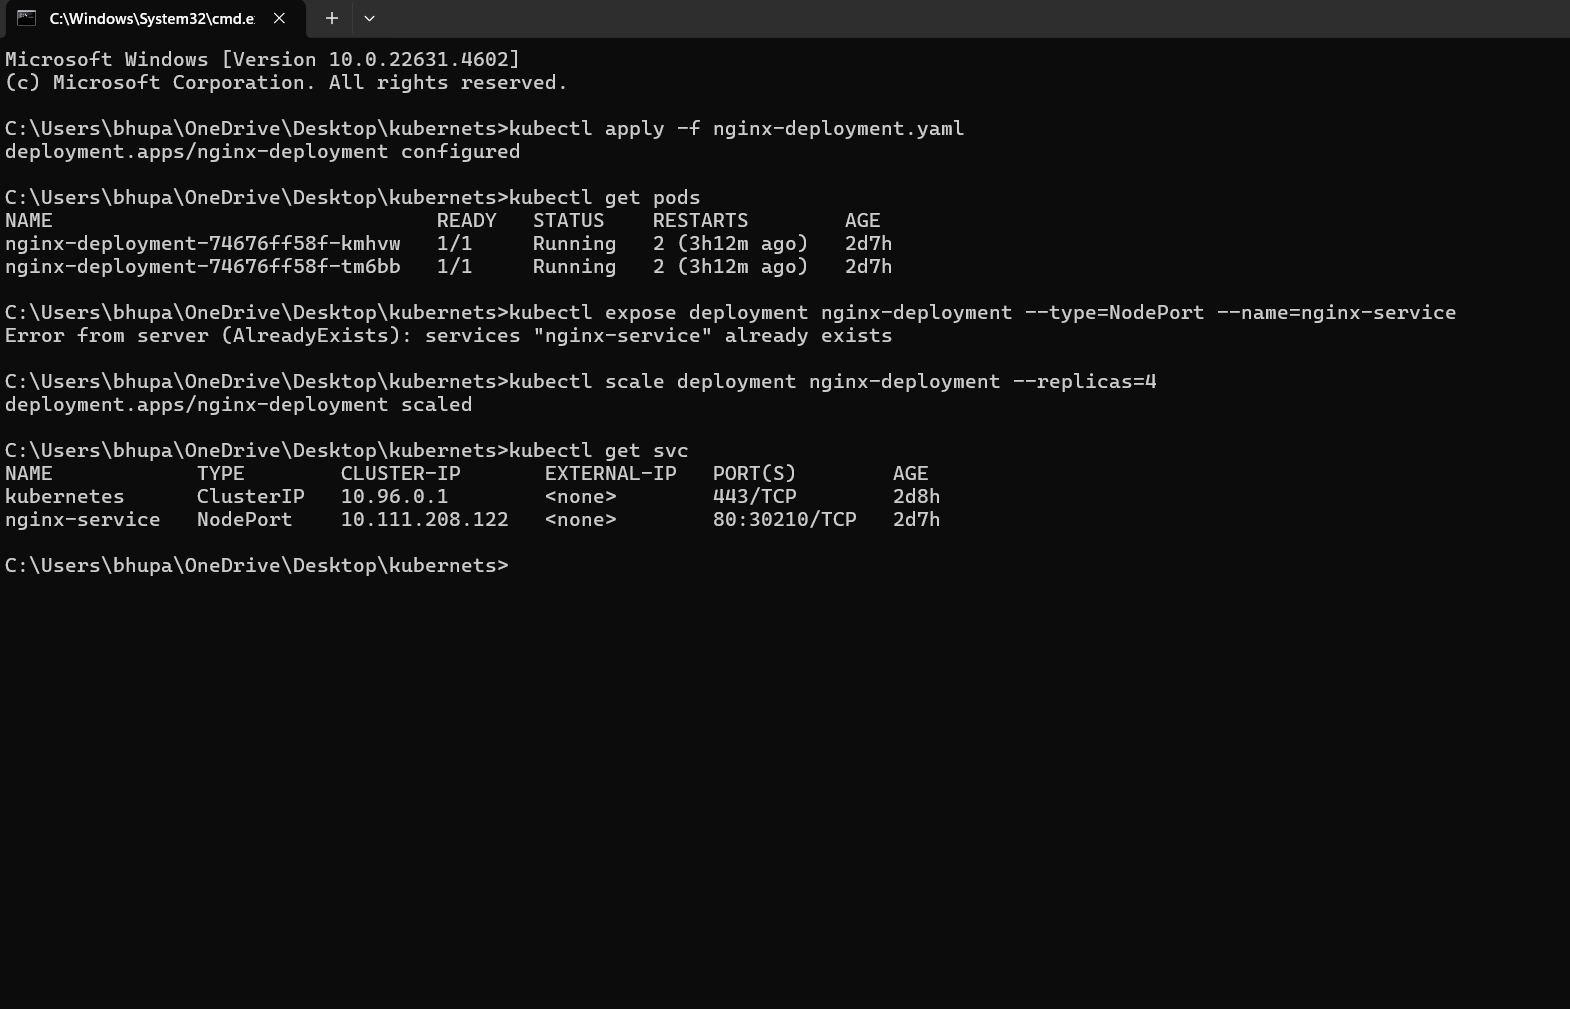 C:\Windows\System32\cmd.e
Microsoft Windows [Version 10.0.22631.4602]
(c) Microsoft Corporation. All rights reserved.
C:\Users\bhupa\OneDrive\Desktop\kubernets>kubectl apply -f nginx-deployment.yaml
deployment.apps/nginx-deployment configured
C:\Users\bhupa\OneDrive\Desktop\kubernets>kubectl get pods
NAME                                READY   STATUS    RESTARTS        AGE
nginx-deployment-74676ff58f-kmhvw   1/1     Running   2 (3h12m ago)   2d7h
nginx-deployment-74676ff58f-tm6bb   1/1     Running   2 (3h12m ago)   2d7h
C:\Users\bhupa\OneDrive\Desktop\kubernets>kubectl expose deployment nginx-deployment --type=NodePort --name=nginx-service
Error from server (AlreadyExists): services "nginx-service" already exists
C:\Users\bhupa\OneDrive\Desktop\kubernets>kubectl scale deployment nginx-deployment --replicas=4
deployment.apps/nginx-deployment scaled
C:\Users\bhupa\OneDrive\Desktop\kubernets>kubectl get svc
NAME            TYPE        CLUSTER-IP       EXTERNAL-IP   PORT(S)        AGE
kubernetes      ClusterIP   10.96.0.1        <none>        443/TCP        2d8h
nginx-service   NodePort    10.111.208.122   <none>        80:30210/TCP   2d7h
C:\Users\bhupa\OneDrive\Desktop\kubernets>